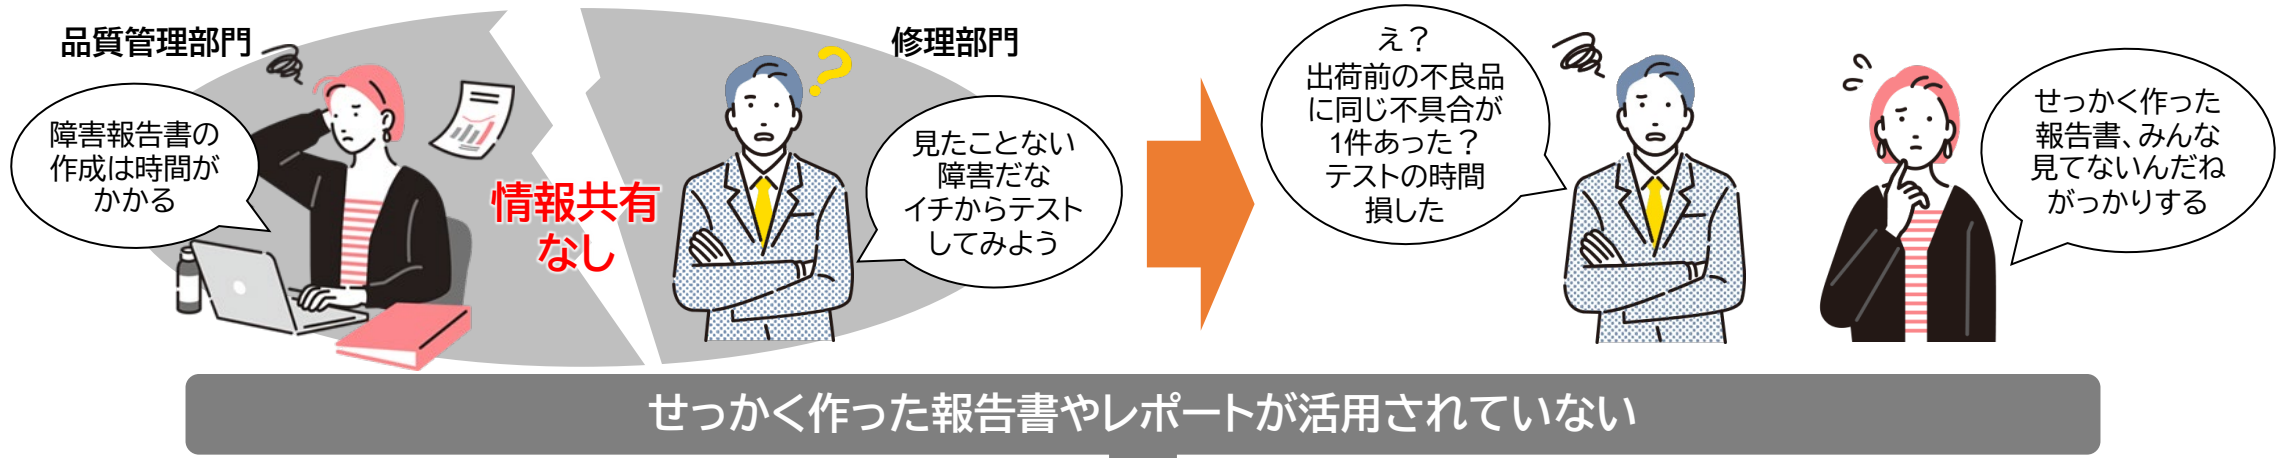 品質管理部門
障害報告書の
作成は時間が
かかる
情報共有
なし
修理部門
見たことない
障害だな
イチからテスト
してみよう
え？
出荷前の不良品
に同じ不具合が
1件あった？
テストの時間
損した
せっかく作った
報告書、みんな
見てないんだね
がっかりする
せっかく作った報告書やレポートが活用されていない